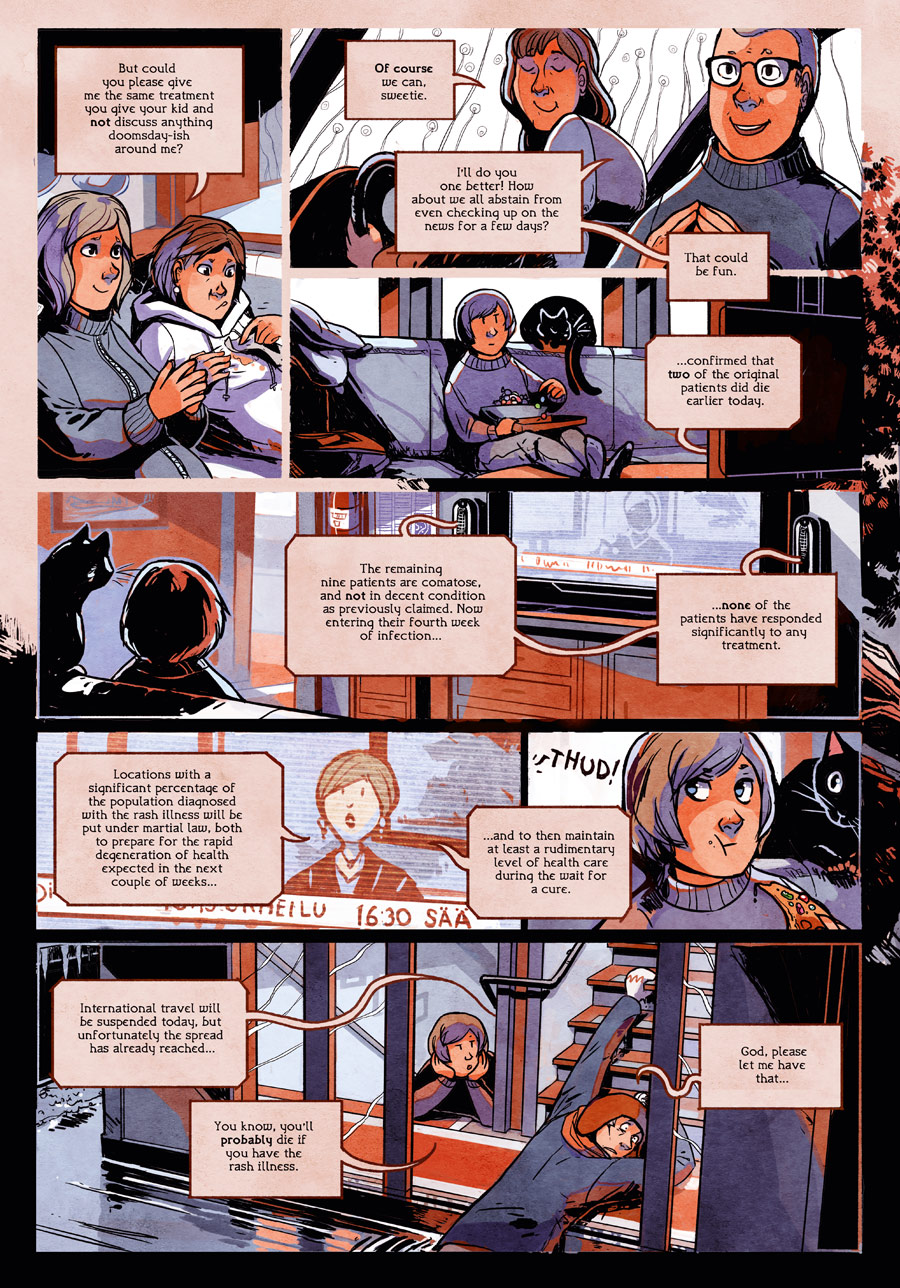 But could
you please give
me the same treatment
you give your kid and
not discuss anything
doomsday-ish
around me?
Of course
we can,
sweetie.
I'll do you
one better! How
about we all abstain from
even checking up on the
news for a few days?
That could
be fun.
...confirmed that
two of the original
patients did die
earlier today.
The remaining
nine patients are comatose,
and not in decent condition
as previously claimed. Now
entering their fourth week
of infection...
...none of the
patients have responded
significantly to any
treatment.
Locations with a
significant percentage of
the population diagnosed
with the rash illness will be
put under martial law, both
to prepare for the rapid
degeneration of health
expected in the next
couple of weeks...
...and to then maintain
at least a rudimentary
level of health care
during the wait for
a cure.
16:30 SÄÄ
THUD!
International travel will
be suspended today, but
unfortunately the spread
has already reached...
God, please
let me have
that...
You know, you'll
probably die if
you have the
rash illness.